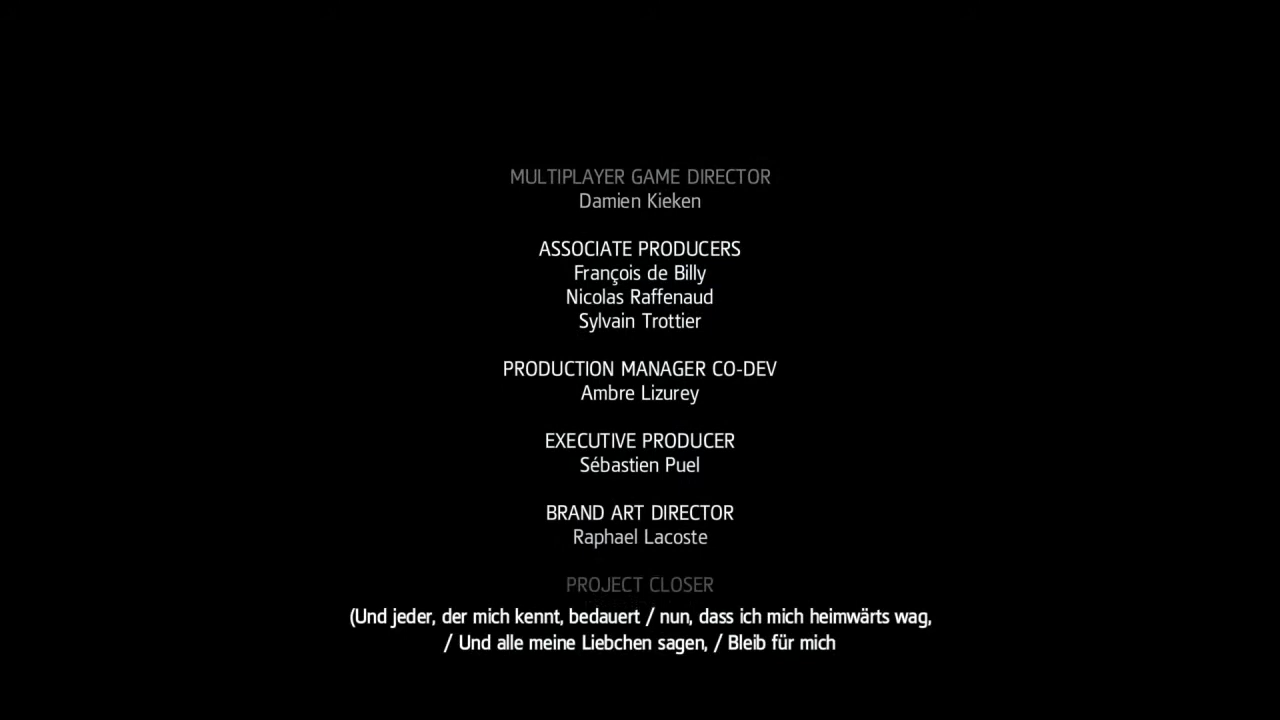 MULTIPLAYER GAME DIRECTOR
Damien Kieken
ASSOCIATE PRODUCERS
François de Billy
Nicolas Raffenaud
Sylvain Trottier
PRODUCTION MANAGER CO-DEV
Ambre Lizurey
EXECUTIVE PRODUCER
Sébastien Puel
BRAND ART DIRECTOR
Raphael Lacoste
PROJECT CLOSER
(Und jeder, der mich kennt, bedauert / nun, dass ich mich heimwärts wag,
/ Und alle meine Liebchen sagen, / Bleib für mich